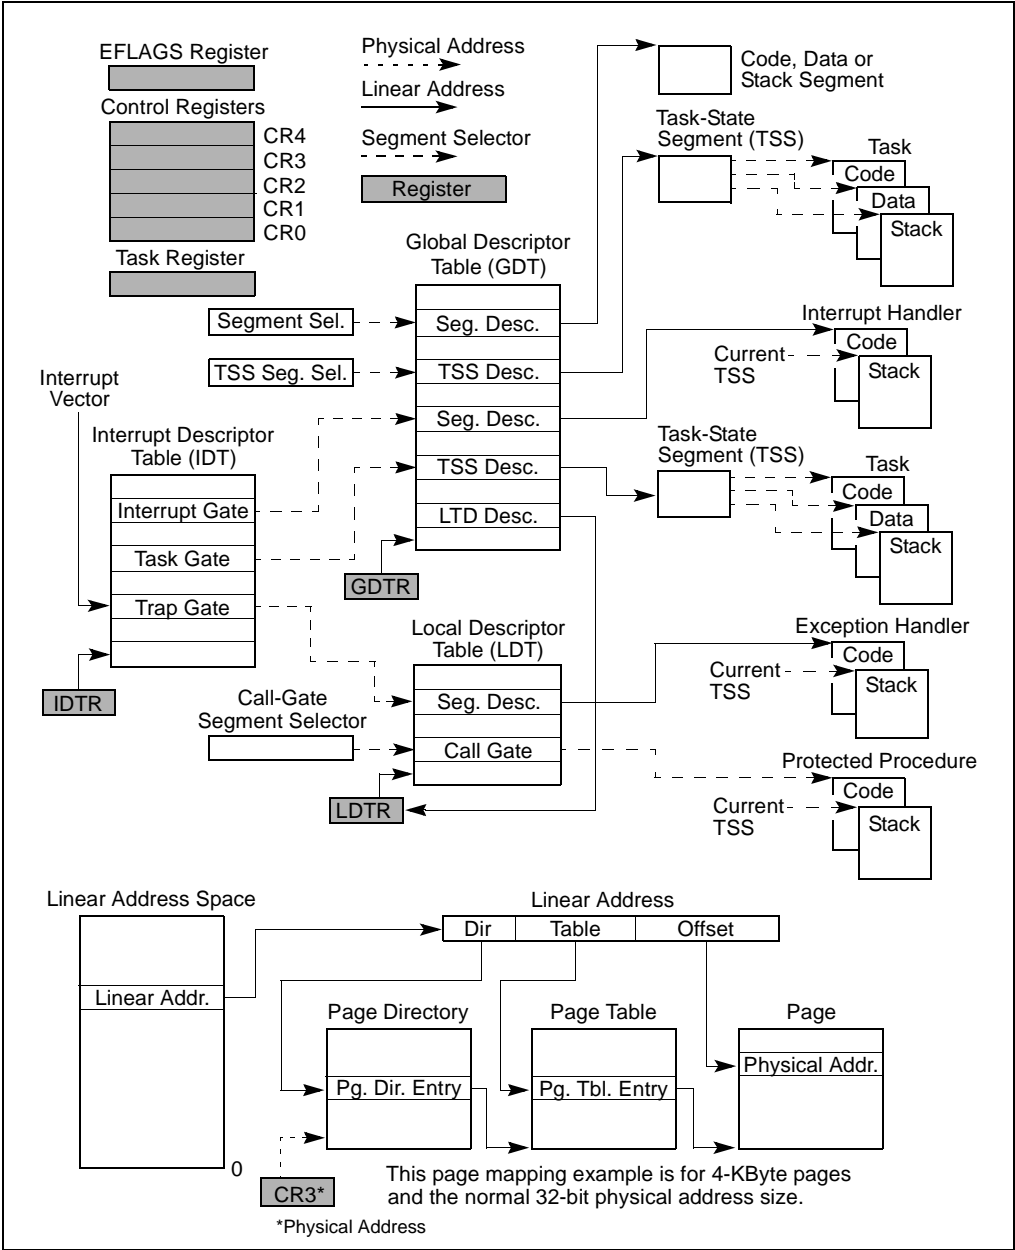 EFLAGS Register
Control Registers
CR4
CR3
CR2
CR1
CR0
Task Register
Physical Address
Linear Address
Segment Selector
Register
Code, Data or
Stack Segment
Task-State
Segment (TSS)
Task
Code
Data
Stack
Global Descriptor
Table (GDT)
Segment Sel.
Seg. Desc.
TSS Seg. Sel.
TSS Desc.
Seg. Desc.
TSS Desc.
LTD Desc.
GDTR
Interrupt Handler
Code
Current
TSS
Stack
Interrupt
Vector
Interrupt Descriptor
Table (IDT)
Interrupt Gate
Task Gate
Trap Gate
IDTR
Task-State
Segment (TSS)
Task
Code
Data
Stack
Local Descriptor
Table (LDT)
Seg. Desc.
Call Gate
Call-Gate
Segment Selector
LDTR
Exception Handler
Code
Current
TSS
Stack
Protected Procedure
Code
Current
TSS
Stack
Linear Address Space
Linear Addr.
0
Linear Address
Dir
Table
Offset
Page Directory
Pg. Dir. Entry
Page Table
Pg. Tbl. Entry
Page
Physical Addr.
CR3*
*Physical Address
This page mapping example is for 4-KByte pages
and the normal 32-bit physical address size.